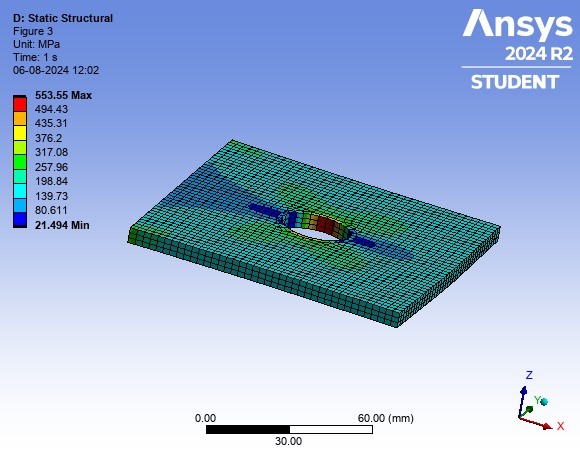 D: Static Structural
Figure 3
Unit: MPa
Time: 1 s
06-08-2024 12:02
553.55 Max
494.43
435.31
376.2
317.08
257.96
198.84
139.73
80.611
21.494 Min
Ansys
2024 R2
STUDENT
Z
Y
X
0.00
60.00 (mm)
30.00